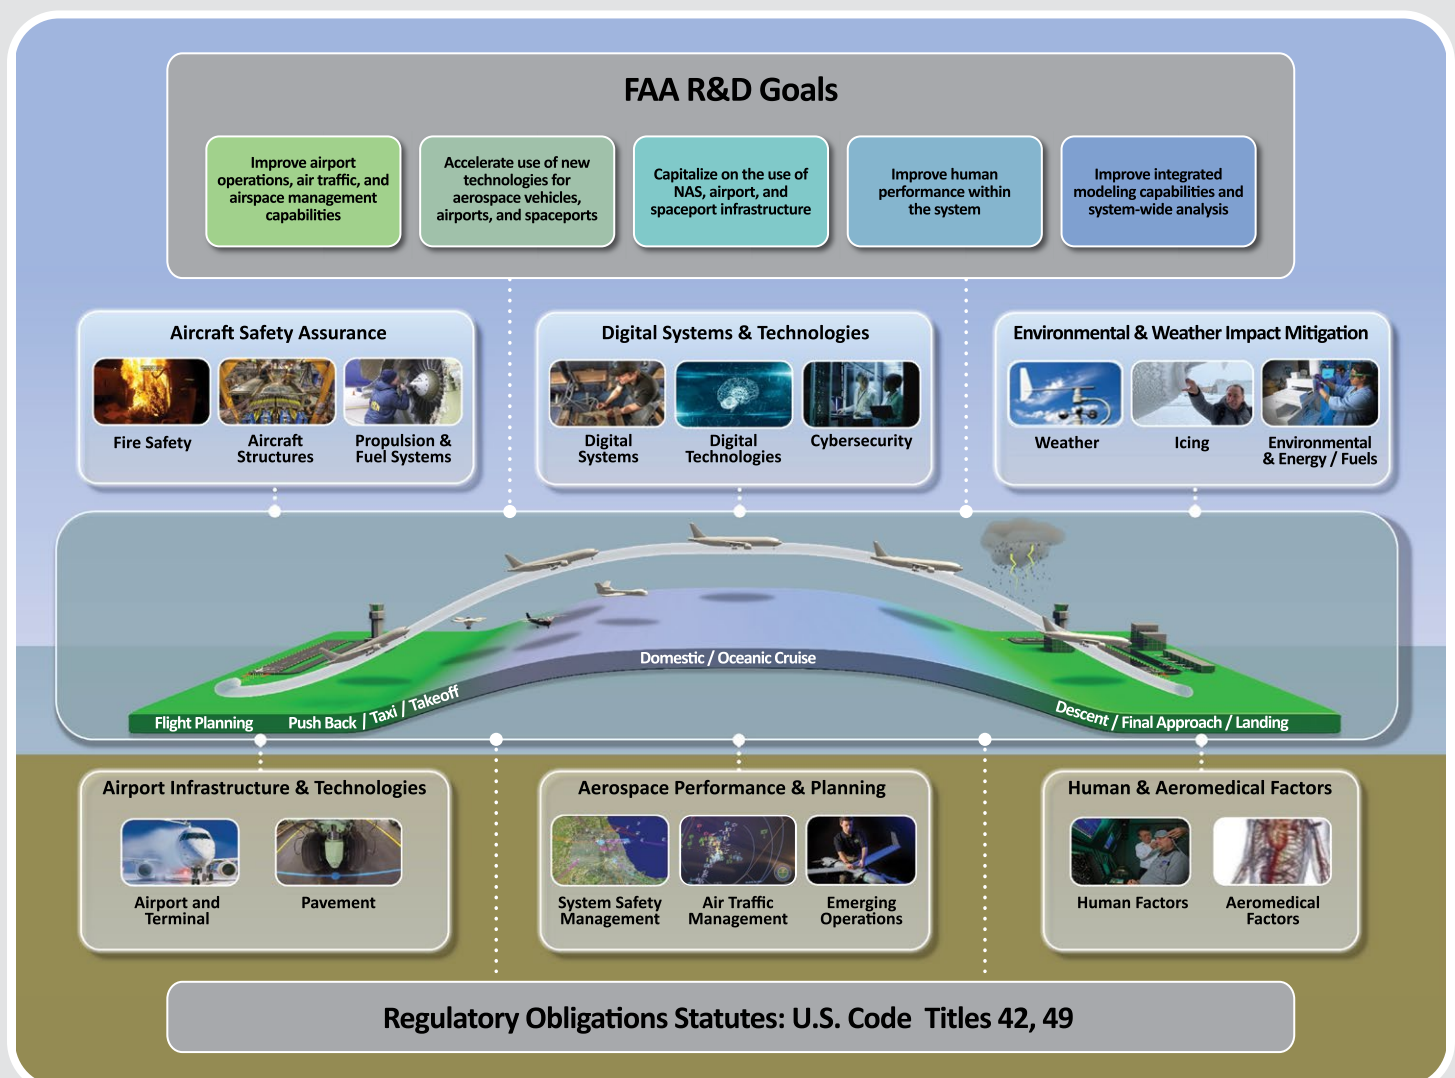 FAA R&D Goals
Improve airport
operations, air traffic, and
airspace management
capabilities
Accelerate use of new
technologies for
aerospace vehicles,
airports, and spaceports
Capitalize on the use of
NAS, airport, and
spaceport infrastructure
Improve human
performance within
the system
Improve integrated
modeling capabilities and
system-wide analysis
Aircraft Safety Assurance
Fire Safety
Aircraft
Structures
Propulsion &
Fuel Systems
Digital Systems & Technologies
Digital
Systems
Digital
Technologies
Cybersecurity
Environmental & Weather Impact Mitigation
Weather
Icing
Environmental
& Energy / Fuels
Domestic / Oceanic Cruise
Flight Planning
Push Back / Taxi / Takeoff
Descent / Final Approach / Landing
Airport Infrastructure & Technologies
Airport and
Terminal
Pavement
Aerospace Performance & Planning
System Safety
Management
Air Traffic
Management
Emerging
Operations
Human & Aeromedical Factors
Human Factors
Aeromedical
Factors
Regulatory Obligations Statutes: U.S. Code  Titles 42, 49